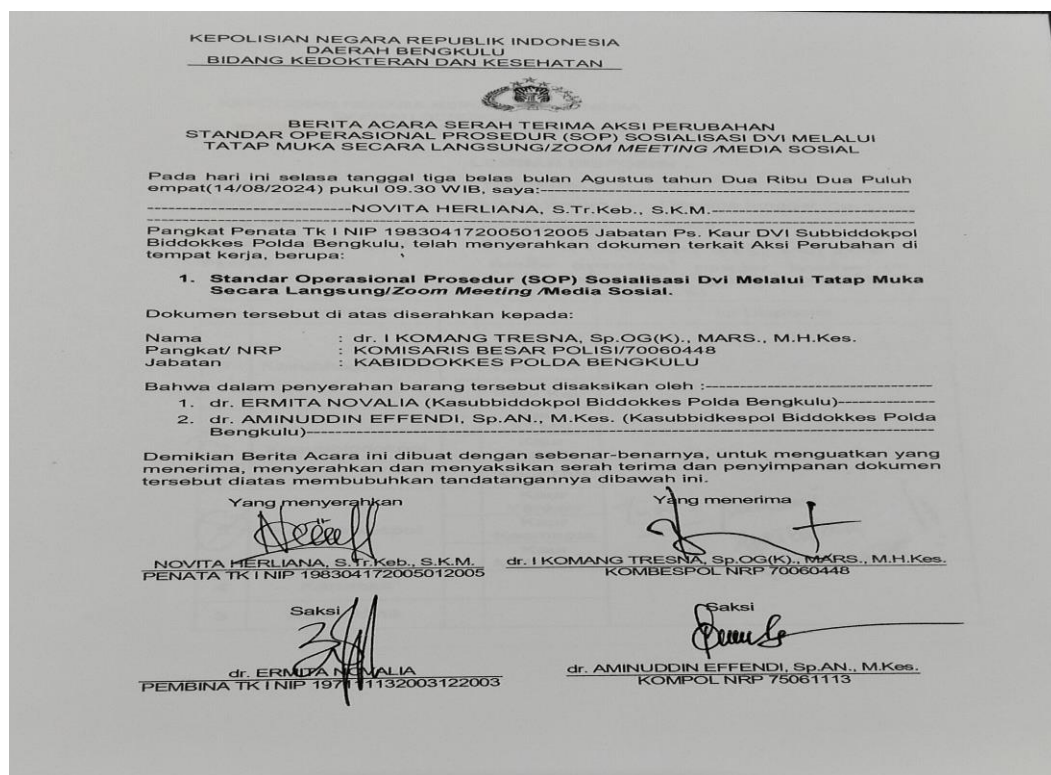 KEPOLISIAN NEGARA REPUBLIK INDONESIA
DAERAH BENGKULU
BIDANG KEDOKTERAN DAN KESEHATAN
BERITA ACARA SERAH TERIMA AKSI PERUBAHAN
STANDAR OPERASIONAL PROSEDUR (SOP) SOSIALISASI DVI MELALUI
TATAP MUKA SECARA LANGSUNG/ZOOM MEETING /MEDIA SOSIAL
Pada hari ini selasa tanggal tiga belas bulan Agustus tahun Dua Ribu Dua Puluh
empat(14/08/2024) pukul 09.30 WIB, saya:------------------------------------------------------
----------------------------NOVITA HERLIANA, S.Tr.Keb., S.K.M.----------------------------
Pangkat Penata Tk I NIP 198304172005012005 Jabatan Ps. Kaur DVI Subbiddokpol
Biddokkes Polda Bengkulu, telah menyerahkan dokumen terkait Aksi Perubahan di
tempat kerja, berupa:
1. Standar Operasional Prosedur (SOP) Sosialisasi Dvi Melalui Tatap Muka
Secara Langsung/Zoom Meeting /Media Sosial.
Dokumen tersebut di atas diserahkan kepada:
Nama : dr. I KOMANG TRESNA, Sp.OG(K)., MARS., M.H.Kes.
Pangkat/ NRP : KOMISARIS BESAR POLISI/70060448
Jabatan : KABIDDOKKES POLDA BENGKULU
Bahwa dalam penyerahan barang tersebut disaksikan oleh :---------------------------------
1. dr. ERMITA NOVALIA (Kasubbiddokpol Biddokkes Polda Bengkulu)--------------
2. dr. AMINUDDIN EFFENDI, Sp.AN., M.Kes. (Kasubbidkespol Biddokkes Polda
Bengkulu)------------------------------------------------------------------------------------------
Demikian Berita Acara ini dibuat dengan sebenar-benarnya, untuk menguatkan yang
menerima, menyerahkan dan menyaksikan serah terima dan penyimpanan dokumen
tersebut diatas membubuhkan tandatangannya dibawah ini.
Yang menyerahkan Yang menerima
NOVITA HERLIANA, S.Tr.Keb., S.K.M. dr. I KOMANG TRESNA, Sp.OG(K)., MARS., M.H.Kes.
PENATA TK I NIP 198304172005012005 KOMBESPOL NRP 70060448
Saksi Saksi
dr. ERMITA NOVALIA dr. AMINUDDIN EFFENDI, Sp.AN., M.Kes.
PEMBINA TK I NIP KOMPOL NRP 75061113